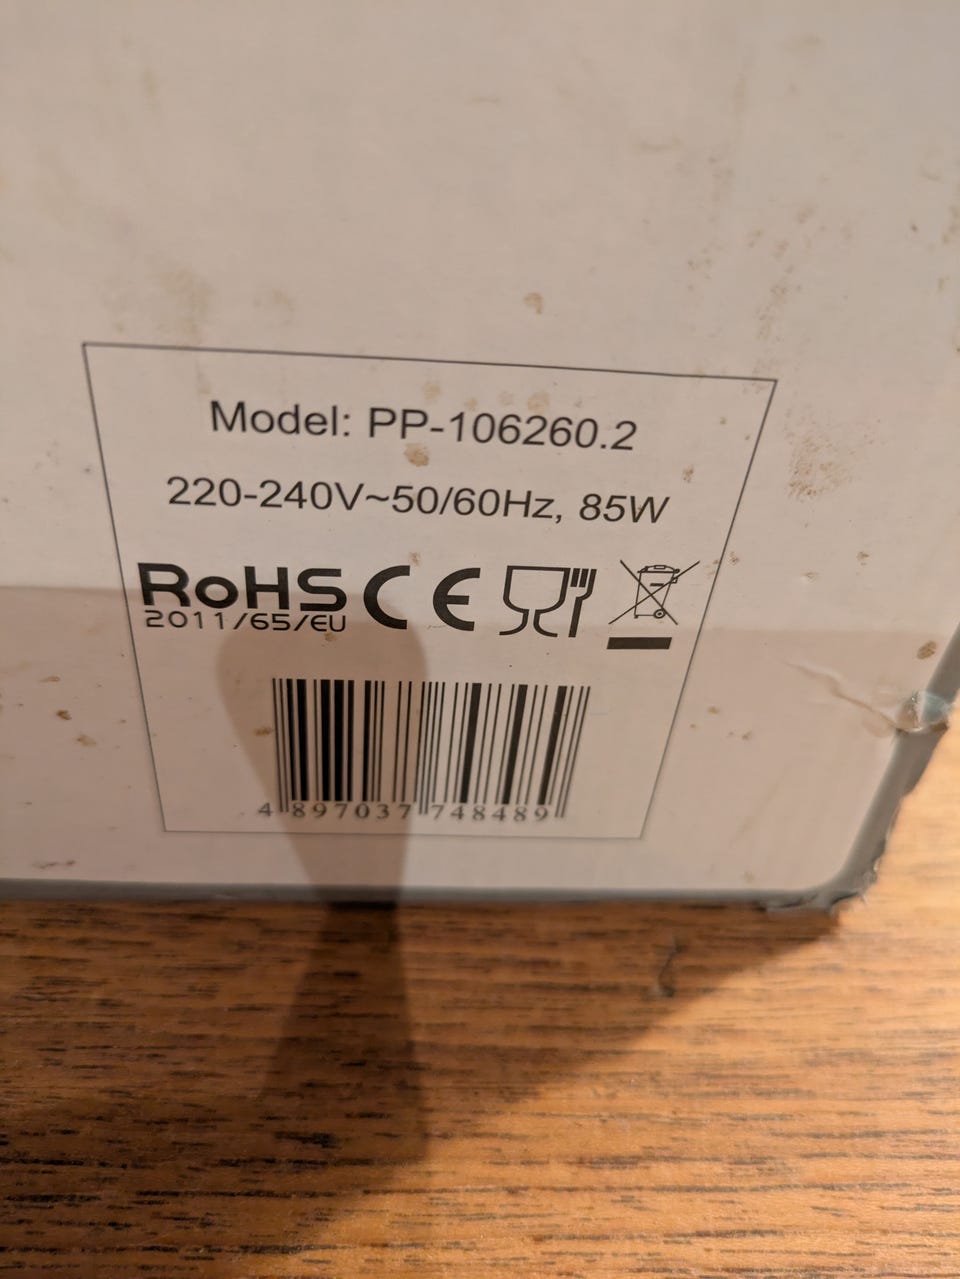 Model: PP-106260.2
220-240V~50/60Hz, 85W
RoHS CE
2011/65/EU
4 897037 748489